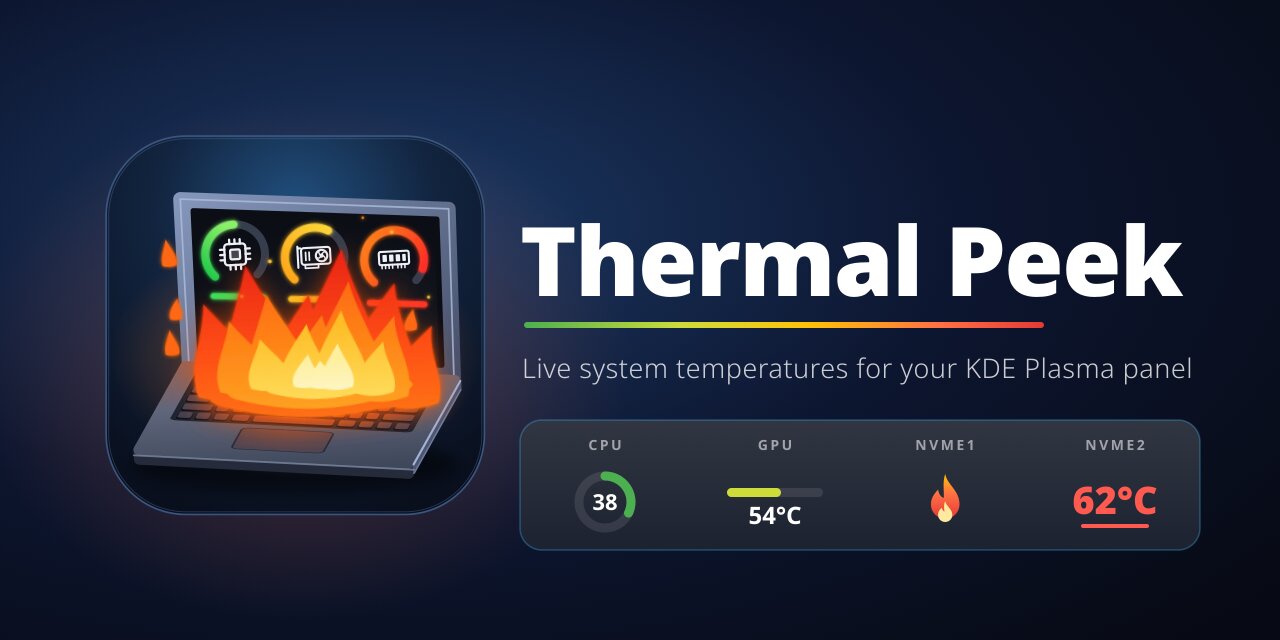 Thermal Peek
Live system temperatures for your KDE Plasma panel
CPU GPU NVME1 NVME2
38 54°C 62°C